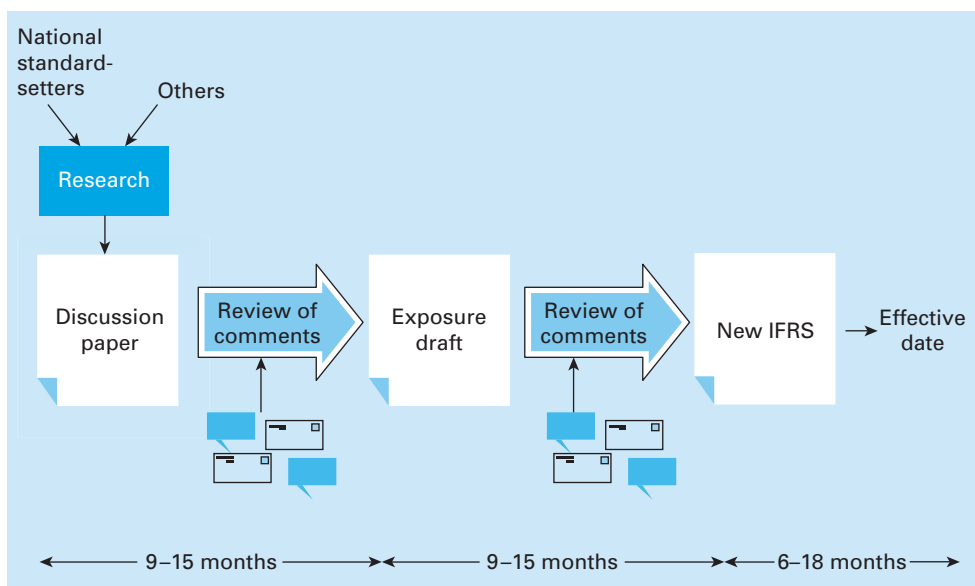 National
standard-
setters
Others
Research
Discussion
paper
Review of
comments
Exposure
draft
Review of
comments
New IFRS
Effective
date
9–15 months
9–15 months
6–18 months